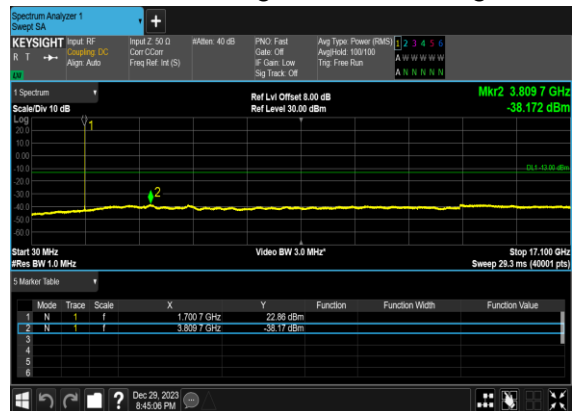 Spectrum Analyzer 1
Swept SA
+
KEYSIGHT Input: RF Input Z: 50 Ω #Atten: 40 dB PNO: Fast Avg Type: Power (RMS) 1 2 3 4 5 6
R T Coupling: DC Corr CCorr Gate: Off Avg|Hold: 100/100 A W W W W W
Align: Auto Freq Ref: Int (S) IF Gain: Low Trig: Free Run
LW Sig Track: Off A N N N N N
1 Spectrum Ref Lvl Offset 8.00 dB Mkr2 3.809 7 GHz
Scale/Div 10 dB Ref Level 30.00 dBm -38.172 dBm
Log
1
20.0
10.0
0.00
-10.0
DL1 -13.00 dBm
-20.0
-30.0
2
-40.0
-50.0
-60.0
Start 30 MHz Video BW 3.0 MHz* Stop 17.100 GHz
#Res BW 1.0 MHz Sweep 29.3 ms (40001 pts)
5 Marker Table
Mode Trace Scale X Y Function Function Width Function Value
1 N 1 f 1.700 7 GHz 22.86 dBm
2 N 1 f 3.809 7 GHz -38.17 dBm
3
4
5
6
? Dec 29, 2023
8:45:06 PM